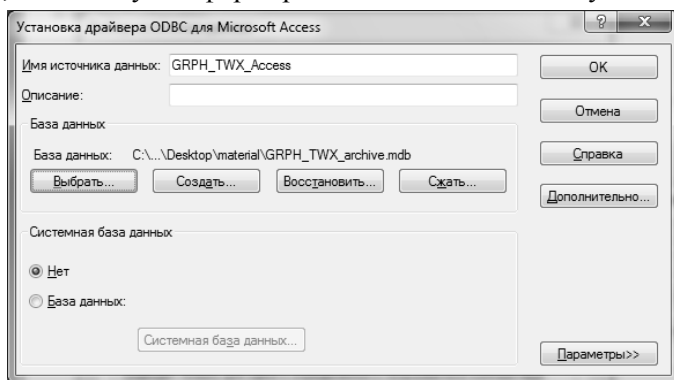 Установка драйвера ODBC для Microsoft Access
Имя источника данных: GRPH_TWX_Access
OK
Описание:
Отмена
База данных
База данных: C:\...\Desktop\material\GRPH_TWX_archive.mdb
Справка
Выбрать... Создать... Восстановить... Сжать...
Дополнительно...
Системная база данных
Нет
База данных:
Системная база данных...
Параметры>>